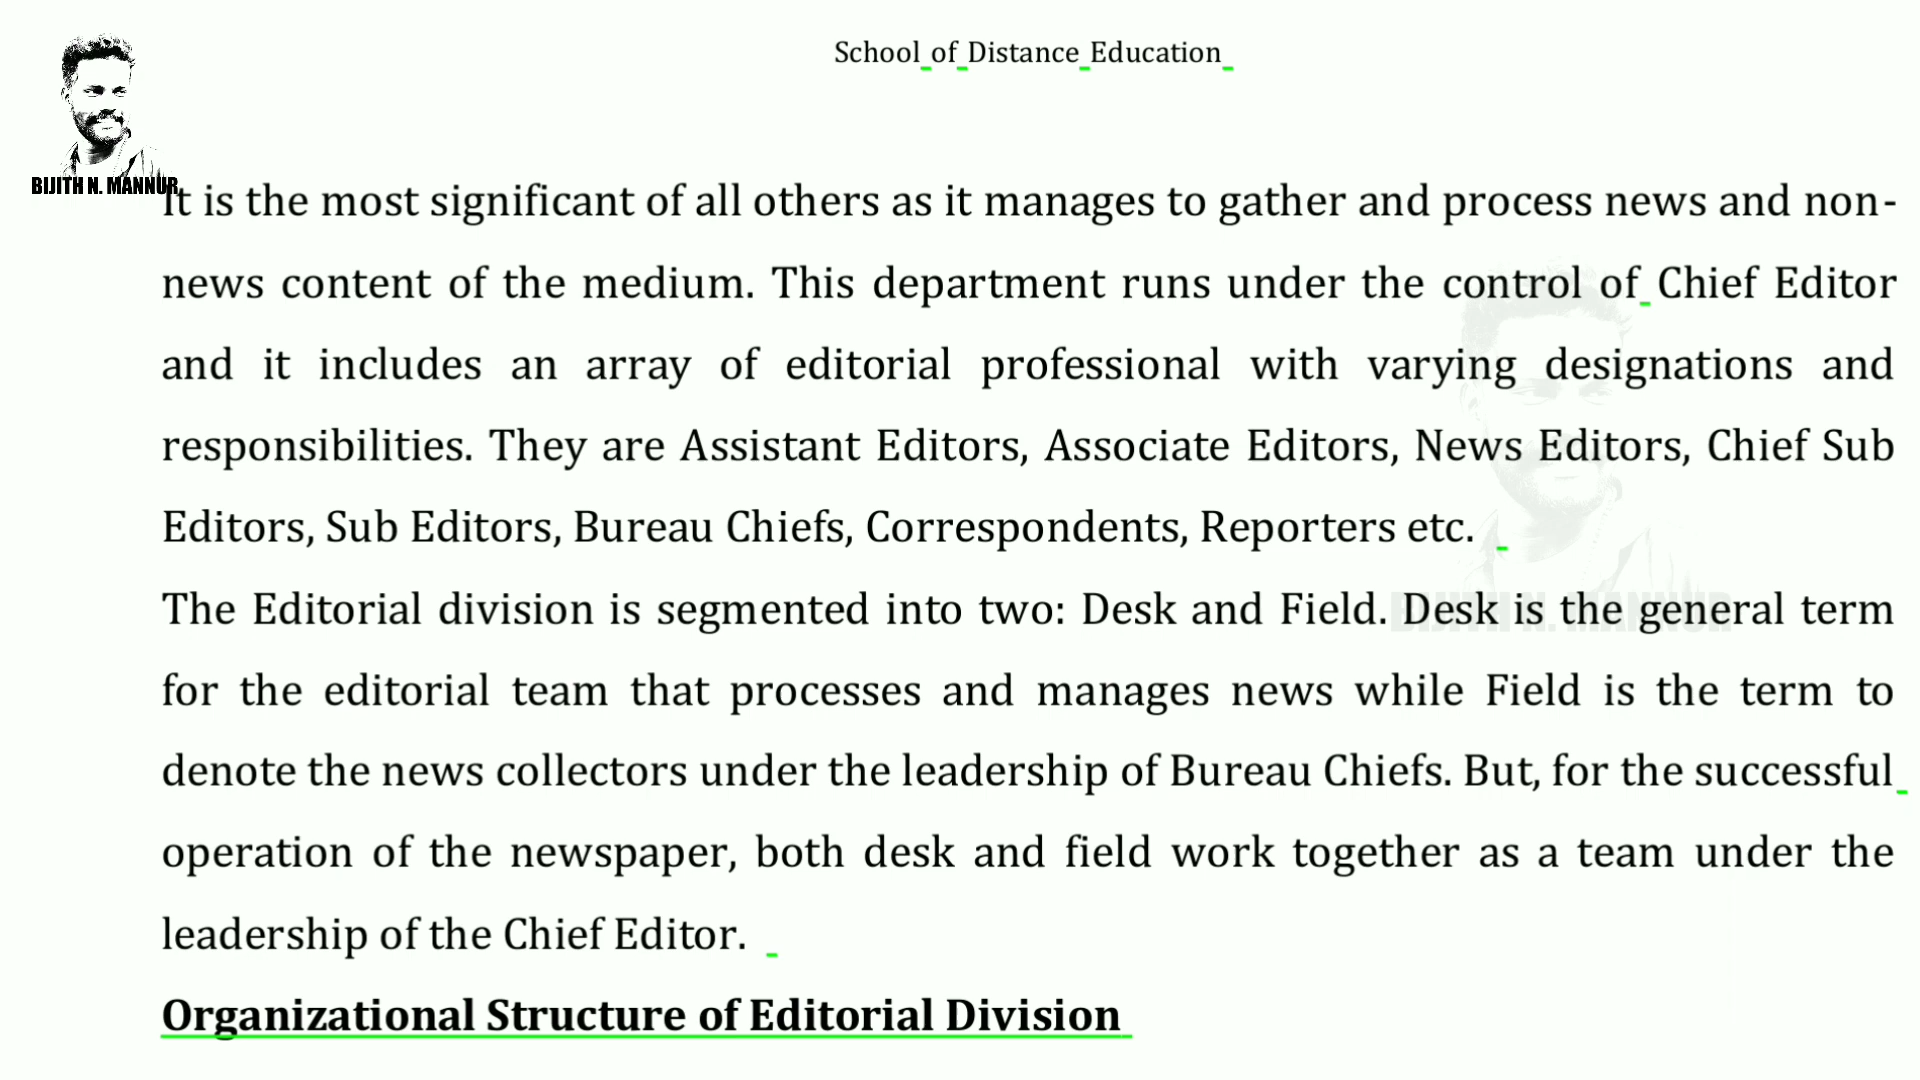 School of Distance Education
BIJITH N. MANNUR
It is the most significant of all others as it manages to gather and process news and non-
news content of the medium. This department runs under the control of Chief Editor
and it includes an array of editorial professional with varying designations and
responsibilities. They are Assistant Editors, Associate Editors, News Editors, Chief Sub
Editors, Sub Editors, Bureau Chiefs, Correspondents, Reporters etc.
The Editorial division is segmented into two: Desk and Field. Desk is the general term
BIJITH N. MANNUR
for the editorial team that processes and manages news while Field is the term to
denote the news collectors under the leadership of Bureau Chiefs. But, for the successful
operation of the newspaper, both desk and field work together as a team under the
leadership of the Chief Editor.
Organizational Structure of Editorial Division